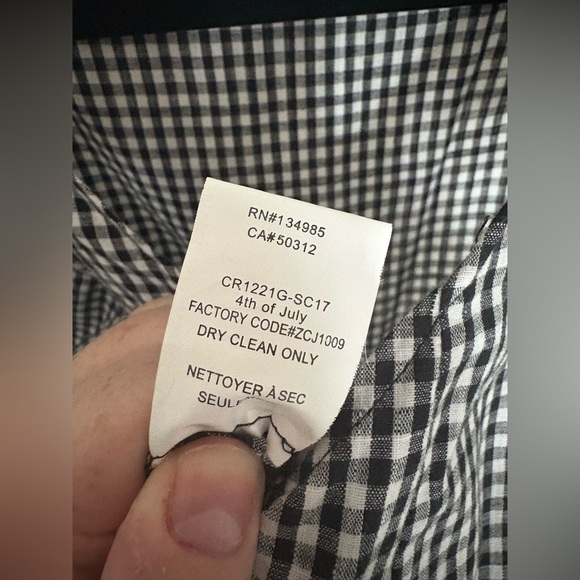 RN#134985
CA#50312
CR1221G-SC17
4th of July
FACTORY CODE#ZCJ1009
DRY CLEAN ONLY
NETTOYER À SEC